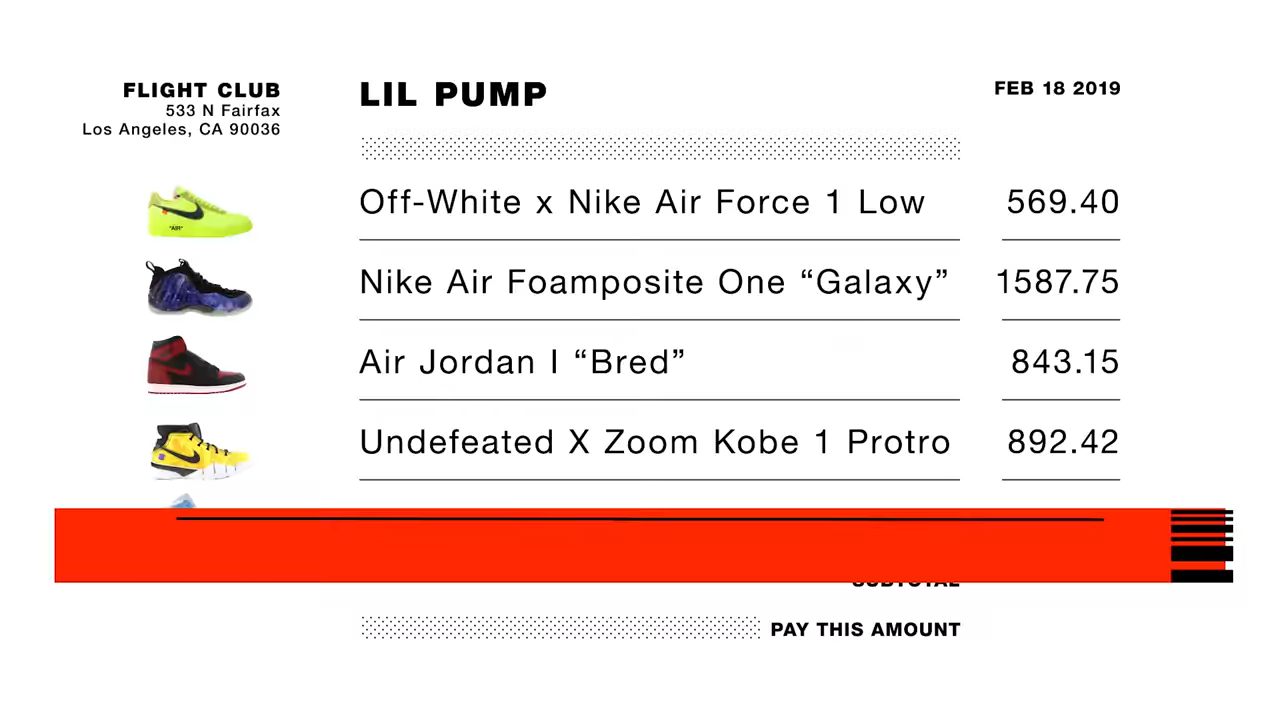 FLIGHT CLUB
533 N Fairfax
Los Angeles, CA 90036
LIL PUMP
FEB 18 2019
Off-White x Nike Air Force 1 Low 569.40
Nike Air Foamposite One “Galaxy” 1587.75
Air Jordan I “Bred” 843.15
Undefeated X Zoom Kobe 1 Protro 892.42
SUBTOTAL
PAY THIS AMOUNT